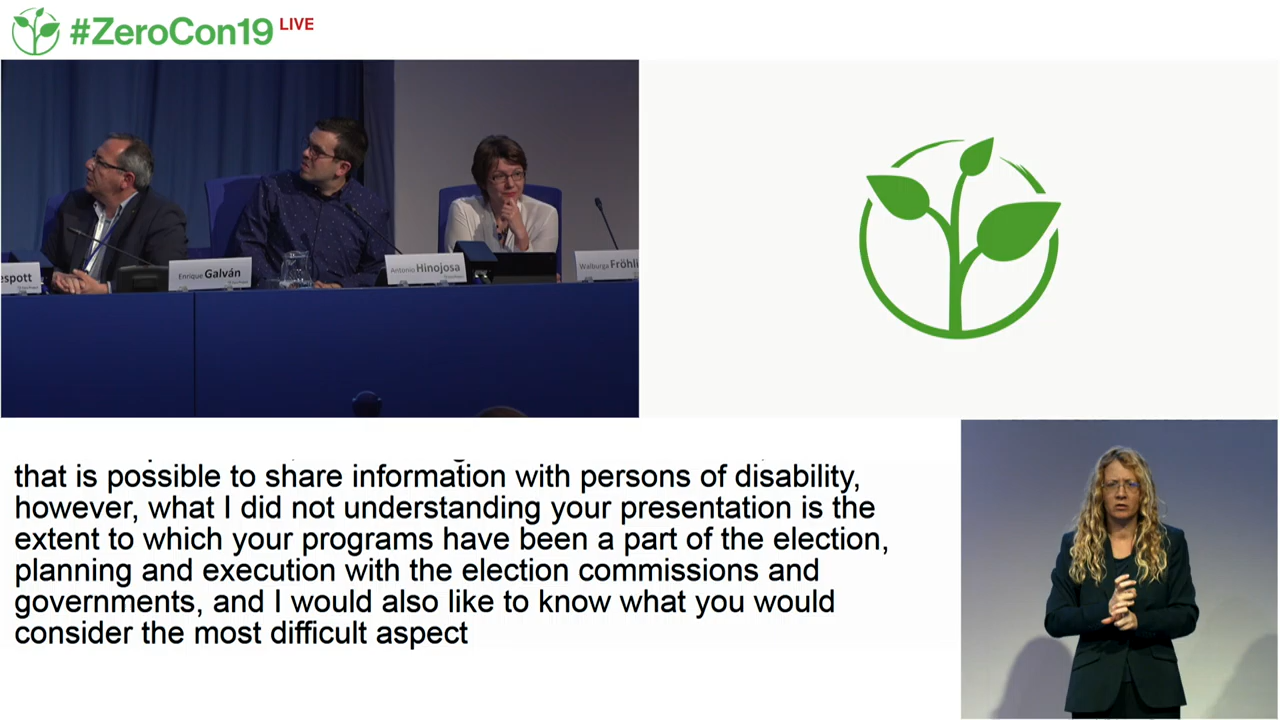 #ZeroCon19 LIVE
espott
Enrique Galván
Antonio Hinojosa
Walburga Fröhli
that is possible to share information with persons of disability,
however, what I did not understanding your presentation is the
extent to which your programs have been a part of the election,
planning and execution with the election commissions and
governments, and I would also like to know what you would
consider the most difficult aspect